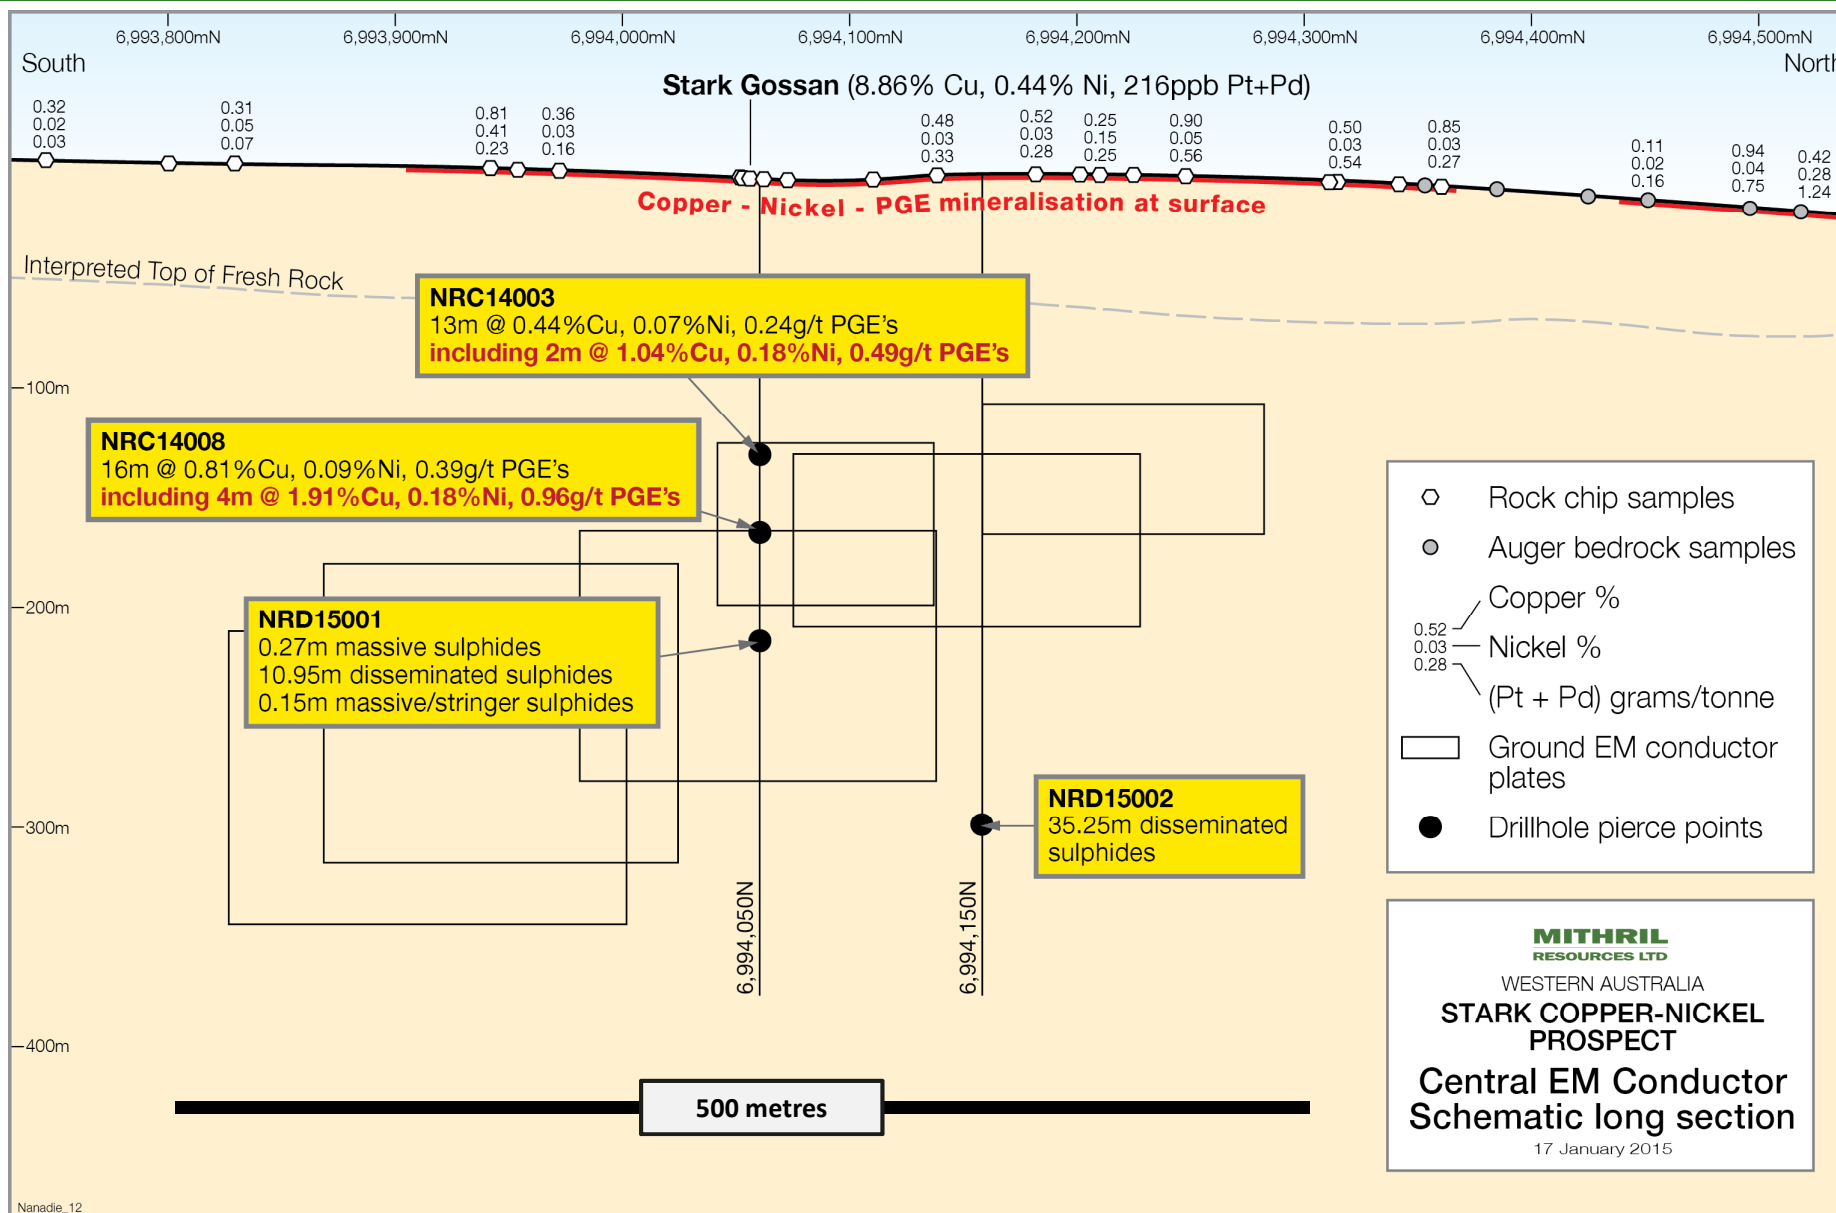 6,993,800mN
6,993,900mN
6,994,000mN
6,994,100mN
6,994,200mN
6,994,300mN
6,994,400mN
6,994,500mN
South
North
Stark Gossan (8.86% Cu, 0.44% Ni, 216ppb Pt+Pd)
0.32
0.02
0.03
0.31
0.05
0.07
0.81
0.41
0.23
0.36
0.03
0.16
0.48
0.03
0.33
0.52
0.03
0.28
0.25
0.15
0.25
0.90
0.05
0.56
0.50
0.03
0.54
0.85
0.03
0.27
0.11
0.02
0.16
0.94
0.04
0.75
0.42
0.28
1.24
Copper - Nickel - PGE mineralisation at surface
Interpreted Top of Fresh Rock
NRC14003
13m @ 0.44%Cu, 0.07%Ni, 0.24g/t PGE's
including 2m @ 1.04%Cu, 0.18%Ni, 0.49g/t PGE's
100m
NRC14008
16m @ 0.81%Cu, 0.09%Ni, 0.39g/t PGE's
including 4m @ 1.91%Cu, 0.18%Ni, 0.96g/t PGE's
200m
NRD15001
0.27m massive sulphides
10.95m disseminated sulphides
0.15m massive/stringer sulphides
300m
NRD15002
35.25m disseminated
sulphides
6,994,050N
6,994,150N
400m
500 metres
Rock chip samples
Auger bedrock samples
Copper %
0.52
0.03
0.28
Nickel %
(Pt + Pd) grams/tonne
Ground EM conductor
plates
Drillhole pierce points
MITHRIL
RESOURCES LTD
WESTERN AUSTRALIA
STARK COPPER-NICKEL
PROSPECT
Central EM Conductor
Schematic long section
17 January 2015
Nanadie_12